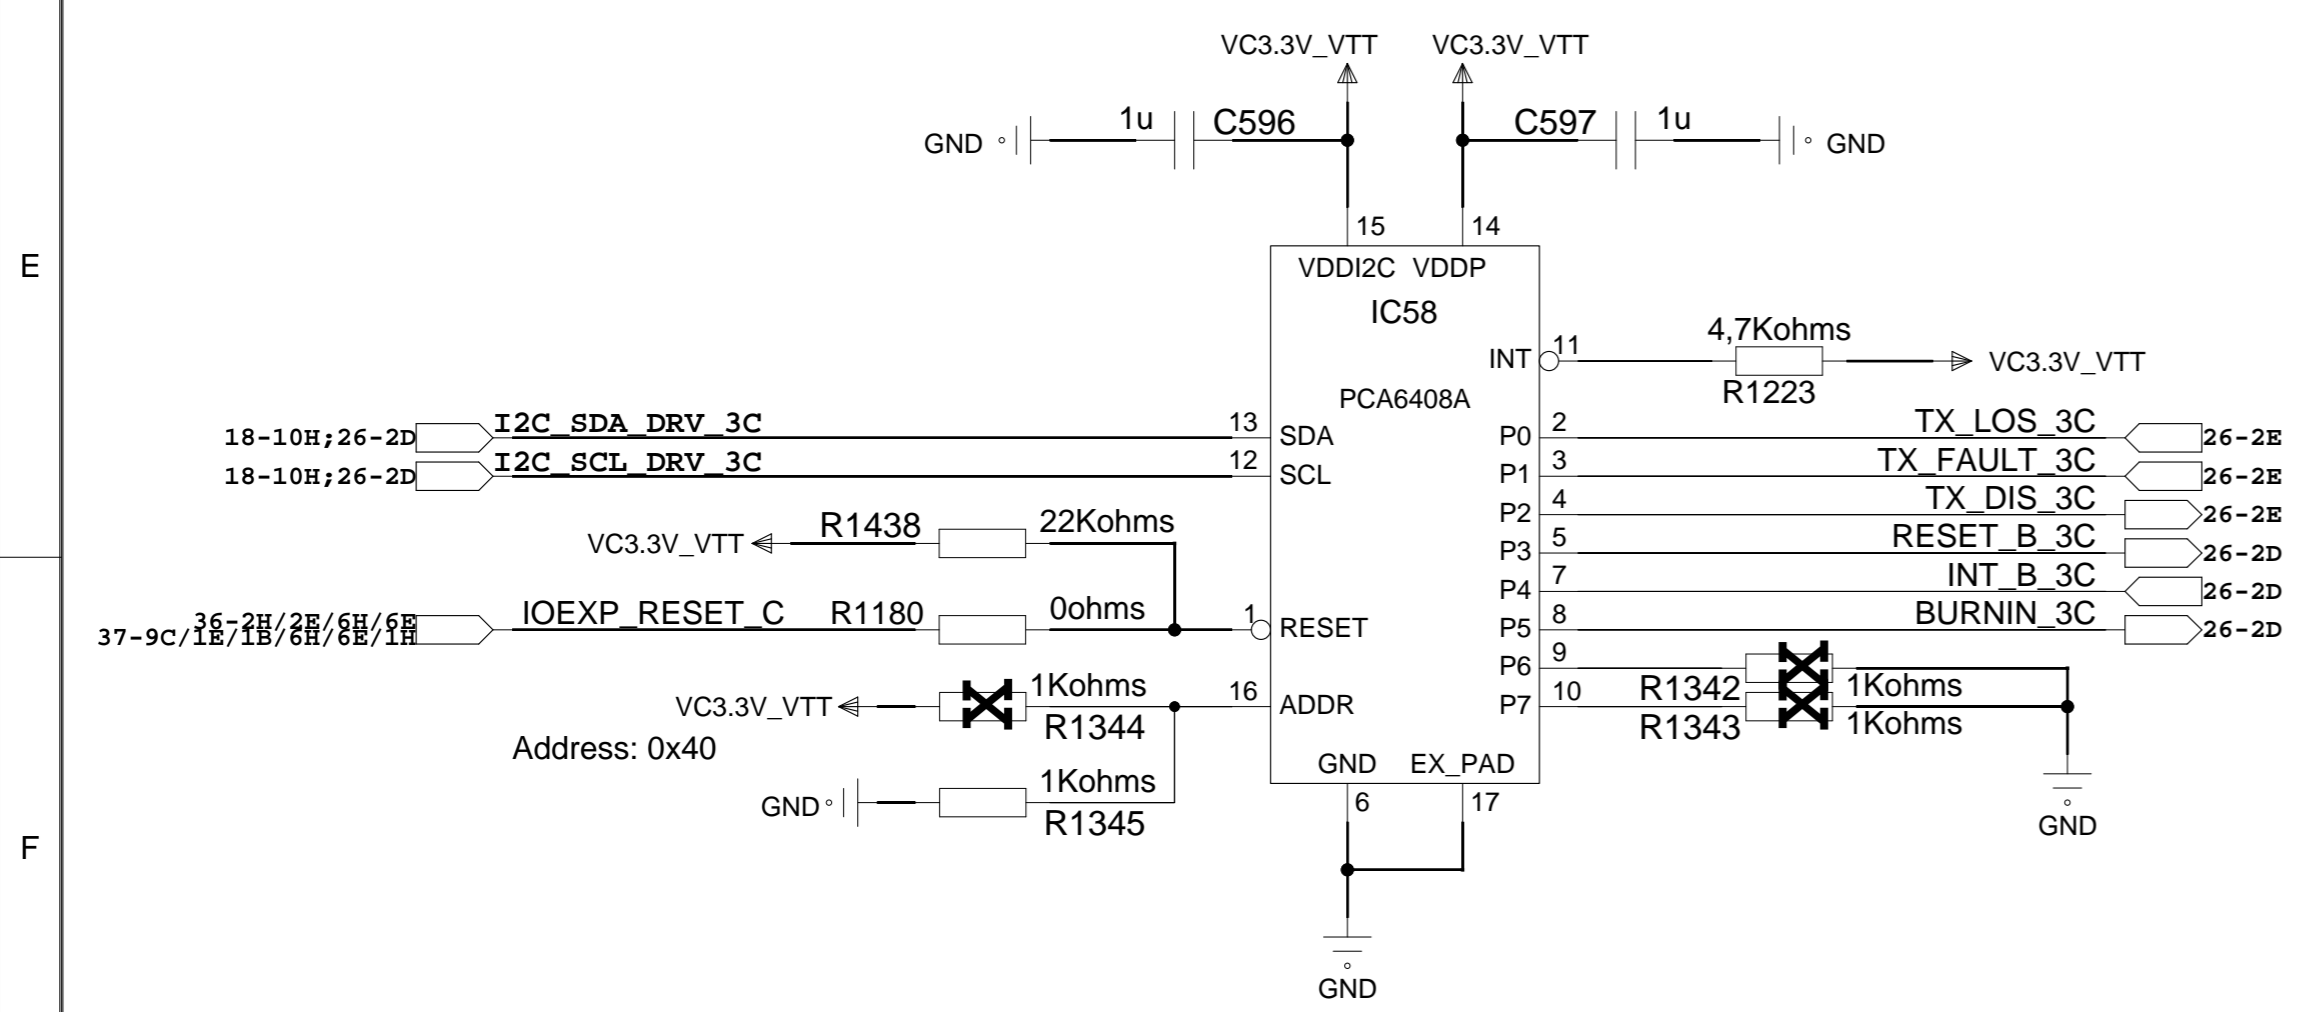 VC3.3V_VTT VC3.3V_VTT
GND 1u C596 C597 1u GND
15 14
E
VDDI2C VDDP
IC58
4,7Kohms
INT 11 VC3.3V_VTT
R1223
PCA6408A
18-10H;26-2D I2C_SDA_DRV_3C 13 SDA P0 2 TX_LOS_3C 26-2E
18-10H;26-2D I2C_SCL_DRV_3C 12 SCL P1 3 TX_FAULT_3C 26-2E
P2 4 TX_DIS_3C 26-2E
VC3.3V_VTT R1438 22Kohms
P3 5 RESET_B_3C 26-2D
P4 7 INT_B_3C 26-2D
36-2H/2E/6H/6E
37-9C/1E/1B/6H/6E/1H IOEXP_RESET_C R1180 0ohms 1 RESET P5 8 BURNIN_3C 26-2D
P6 9 R1342 1Kohms
VC3.3V_VTT 1Kohms 16 ADDR P7 10 R1343 1Kohms
R1344
Address: 0x40
GND EX_PAD
1Kohms
GND 6 17
R1345
GND
F
GND